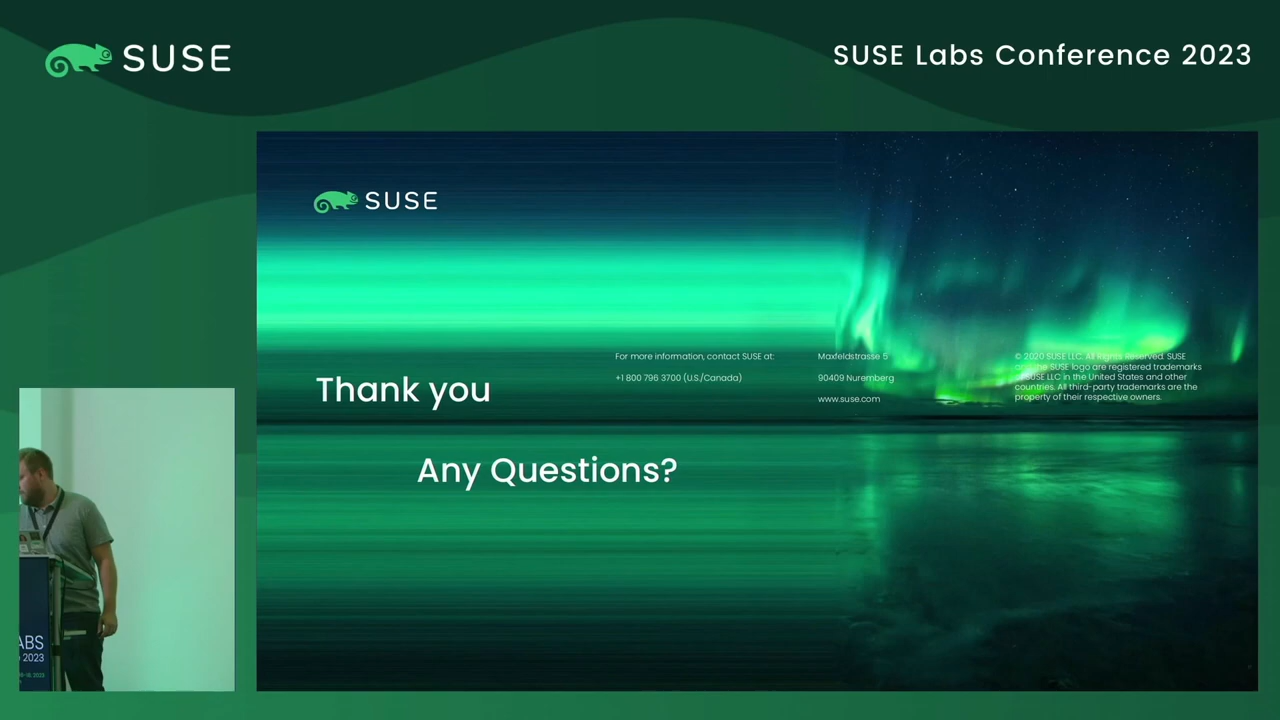 SUSE
SUSE Labs Conference 2023
SUSE
For more information, contact SUSE at:
+1 800 796 3700 (U.S./Canada)
Maxfeldstrasse 5
90409 Nuremberg
www.suse.com
© 2020 SUSE LLC. All Rights Reserved. SUSE
and the SUSE logo are registered trademarks
SUSE LLC in the United States and other
countries. All third-party trademarks are the
property of their respective owners.
Thank you
Any Questions?
ABS
2023